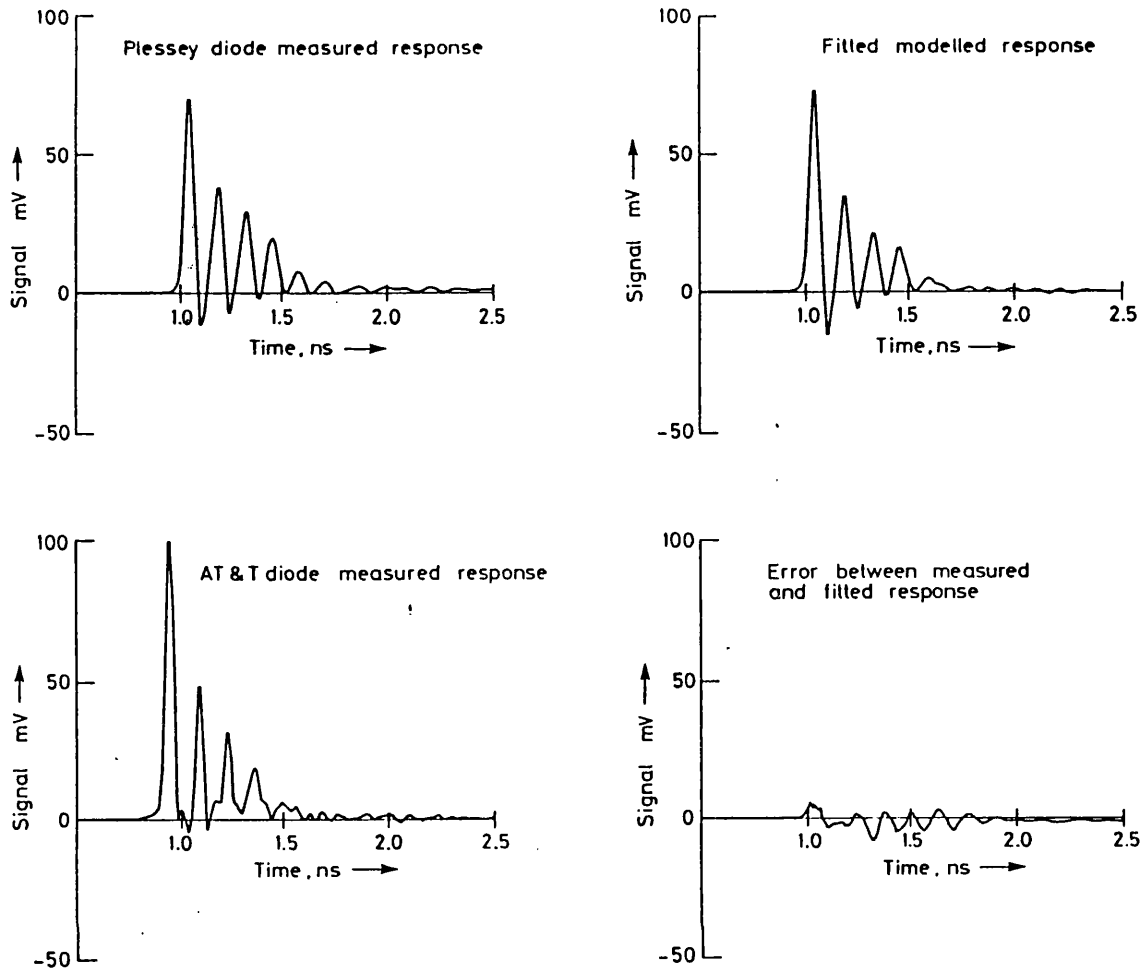 100
Plessey diode measured response
50
0
-50
Signal mV
1.0 1.5 2.0 2.5
Time, ns
100
Fitted modelled response
50
0
-50
Signal mV
1.0 1.5 2.0 2.5
Time, ns
100
AT & T diode measured response
50
0
-50
Signal mV
1.0 1.5 2.0 2.5
Time, ns
100
Error between measured
and fitted response
50
0
-50
Signal mV
1.0 1.5 2.0 2.5
Time, ns